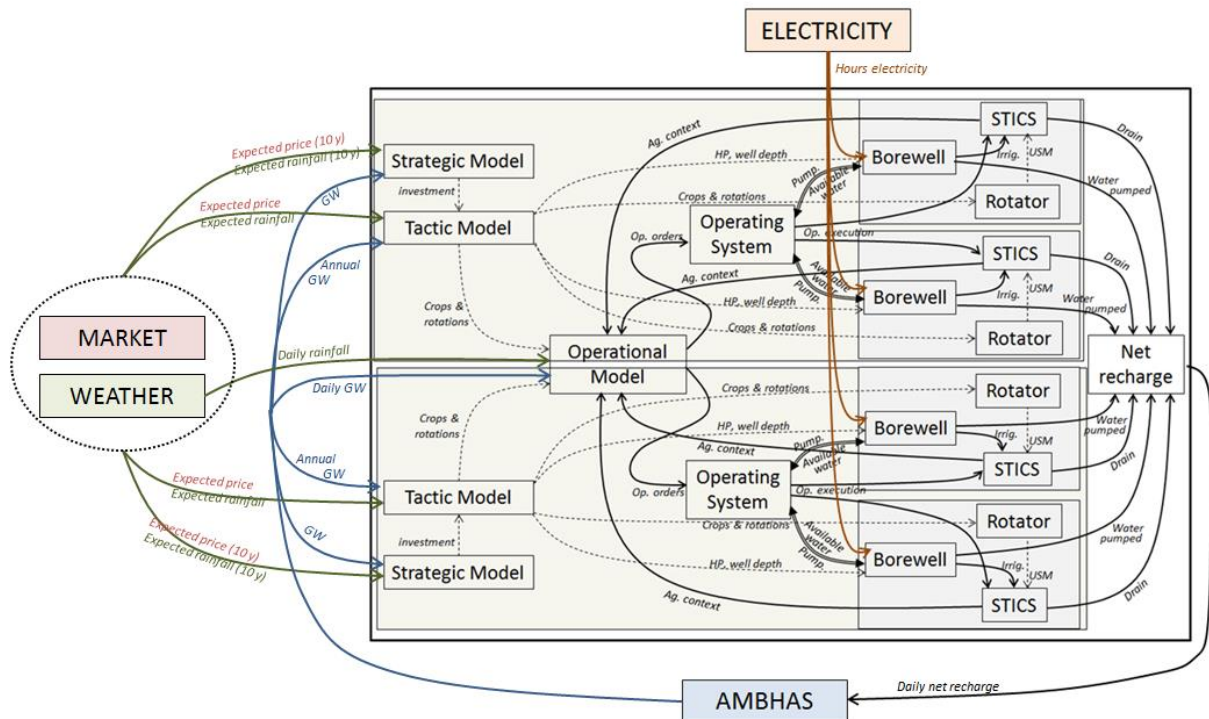 ELECTRICITY
Hours electricity
Expected price (10 y)
Expected rainfall (10 y)
GW
Strategic Model
investment
Expected price
Expected rainfall
Tactic Model
Annual
GW
Crops &
rotations
Ag. context
HP, well depth
Crops & rotations
Pump.
Available
water
Borewell
STICS
Irrig.
USM
Rotator
Drain
Water
pumped
Operating
System
Op. orders
Op. execution
Ag. context
Available
water
Pump.
HP, well depth
Crops & rotations
STICS
Borewell
Irrig.
USM
Rotator
Drain
Water
pumped
MARKET
WEATHER
Daily rainfall
Daily GW
Operational
Model
Net
recharge
Crops &
rotations
Crops & rotations
HP, well depth
Ag. context
Pump.
Available
water
Rotator
Borewell
Irrig.
USM
STICS
Water
pumped
Drain
Annual
GW
Expected price
Expected rainfall
Tactic Model
Op. orders
Operating
System
Op. execution
Crops & rotations
Available
water
Pump.
HP, well depth
Rotator
Borewell
Irrig.
USM
STICS
Water
pumped
Drain
GW
investment
Expected price (10 y)
Expected rainfall (10 y)
Strategic Model
Ag. context
AMBHAS
Daily net recharge